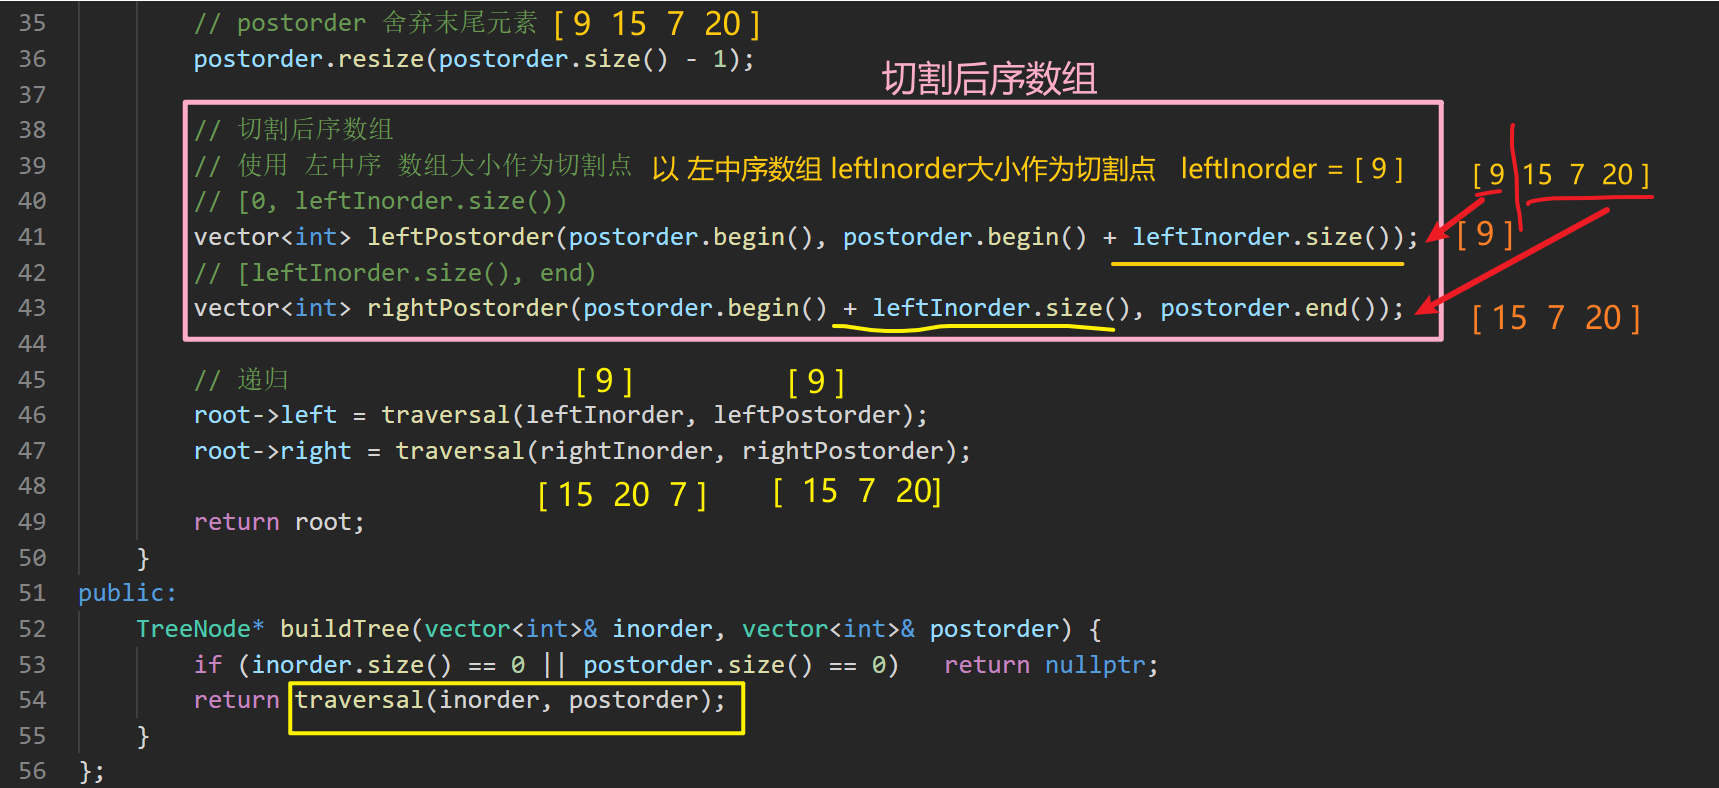 35 // postorder 舍弃末尾元素 [ 9 15 7 20 ]
36 postorder.resize(postorder.size() - 1);
切割后序数组
37
38 // 切割后序数组
39 // 使用 左中序 数组大小作为切割点 以 左中序数组 leftInorder大小作为切割点 leftInorder = [ 9 ] [ 9 15 7 20 ]
40 // [0, leftInorder.size())
41 vector<int> leftPostorder(postorder.begin(), postorder.begin() + leftInorder.size()); [ 9 ]
42 // [leftInorder.size(), end)
43 vector<int> rightPostorder(postorder.begin() + leftInorder.size(), postorder.end()); [ 15 7 20 ]
44
45 // 递归 [ 9 ] [ 9 ]
46 root->left = traversal(leftInorder, leftPostorder);
47 root->right = traversal(rightInorder, rightPostorder);
48 [ 15 20 7 ] [ 15 7 20]
49 return root;
50 }
51 public:
52 TreeNode* buildTree(vector<int>& inorder, vector<int>& postorder) {
53 if (inorder.size() == 0 || postorder.size() == 0) return nullptr;
54 return traversal(inorder, postorder);
55 }
56 };